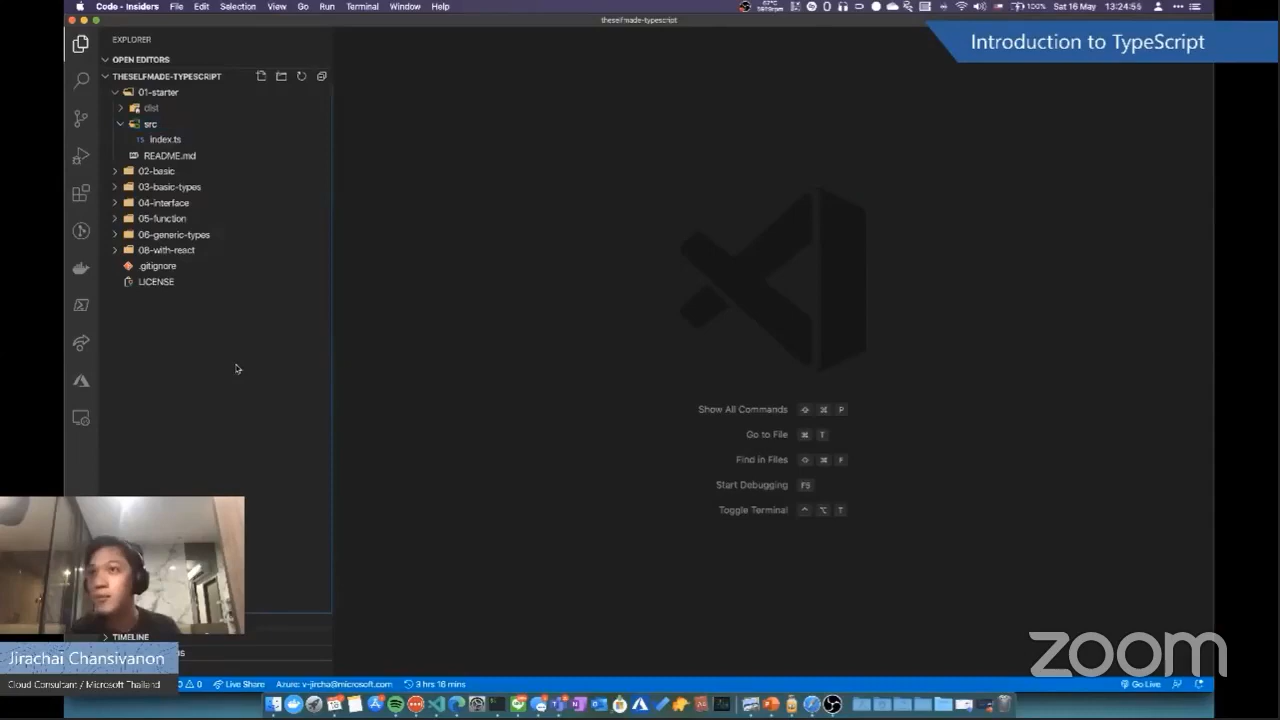 Code - Insiders File Edit Selection View Go Run Terminal Window Help
100% Sat 16 May 13:24:55
theselfmade-typescript
Introduction to TypeScript
EXPLORER
OPEN EDITORS
THESELFMADE-TYPESCRIPT
01-starter
dist
src
TS index.ts
README.md
02-basic
03-basic-types
04-interface
05-function
06-generic-types
08-with-react
.gitignore
LICENSE
Show All Commands ⇧ ⌘ P
Go to File ⌘ T
Find in Files ⇧ ⌘ F
Start Debugging F5
Toggle Terminal ^ ⌥ T
TIMELINE
Jirachai Chansivanon
Cloud Consultant / Microsoft Thailand
0 0 Live Share Azure: v-jircha@microsoft.com 3 hrs 16 mins Go Live
zoom